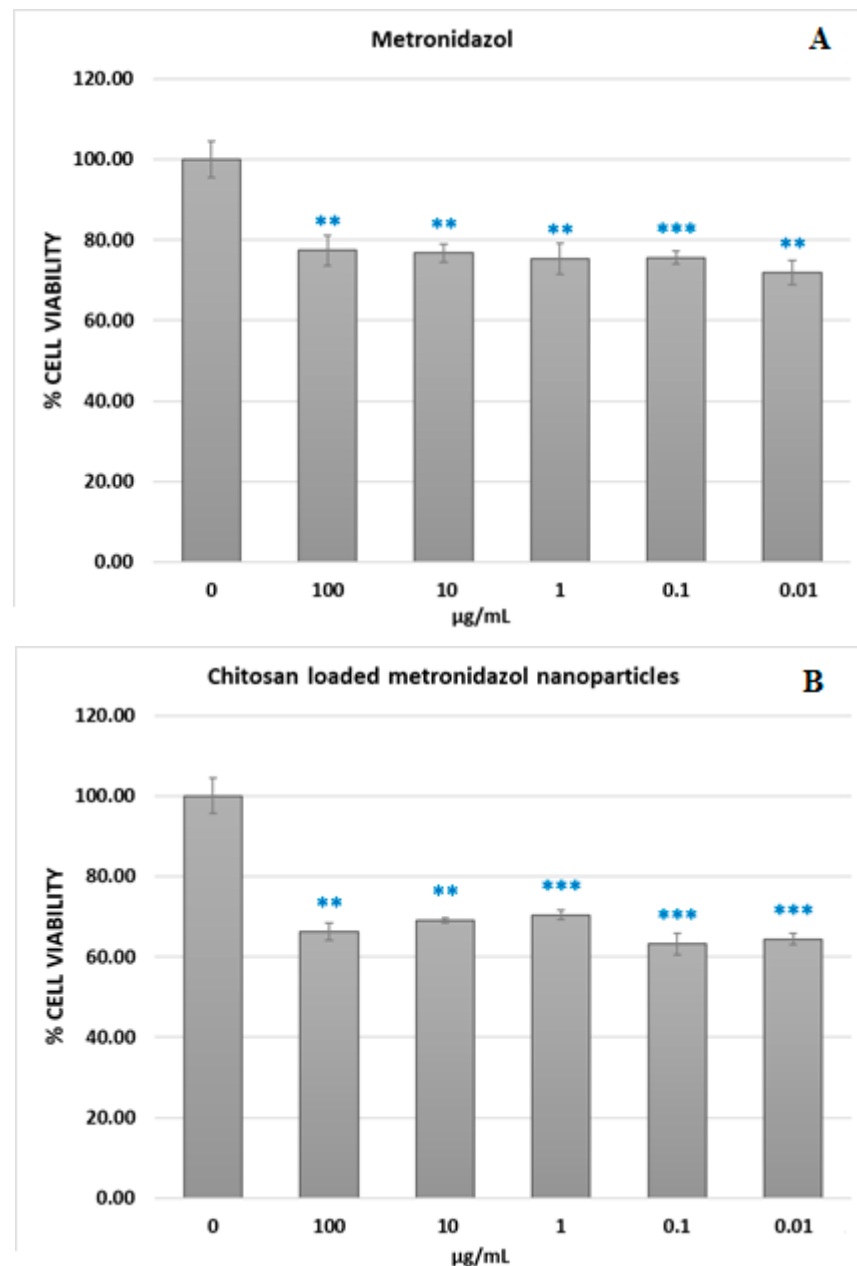 Metronidazol
A
% CELL VIABILITY
120.00
100.00
80.00
60.00
40.00
20.00
0.00
** ** ** *** **
0 100 10 1 0.1 0.01
µg/mL
Chitosan loaded metronidazol nanoparticles
B
% CELL VIABILITY
120.00
100.00
80.00
60.00
40.00
20.00
0.00
** ** *** *** ***
0 100 10 1 0.1 0.01
µg/mL